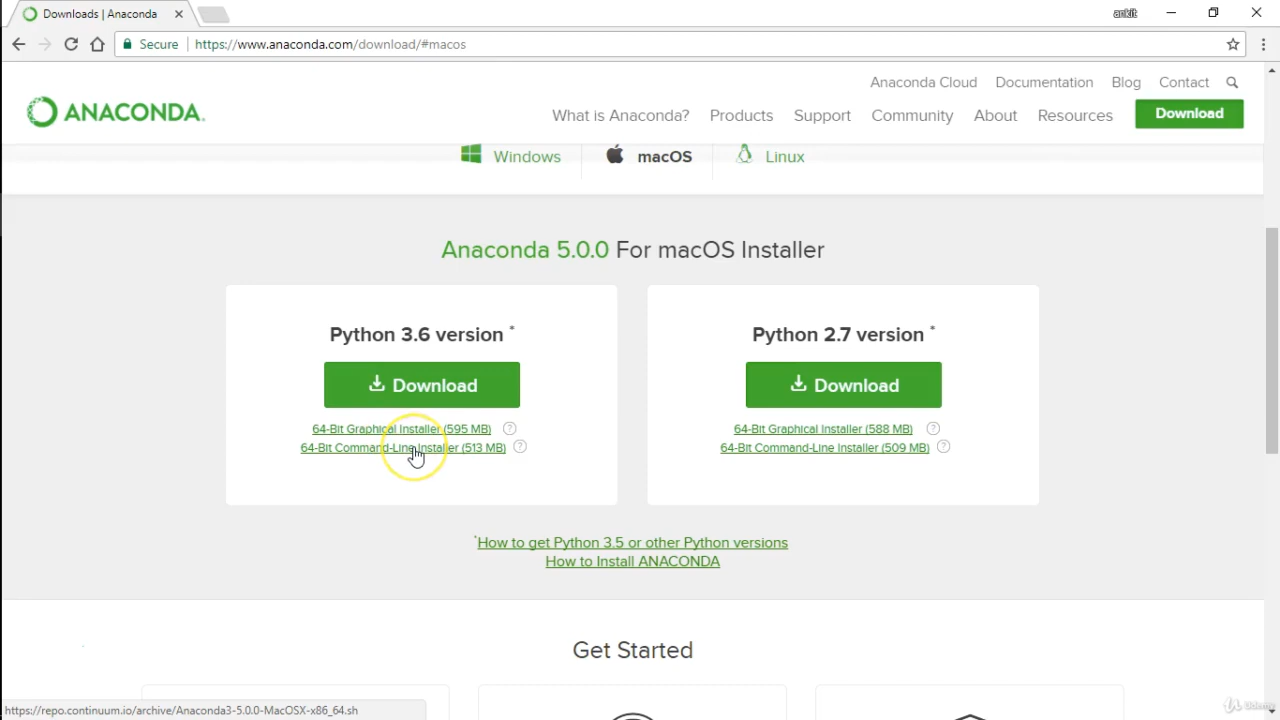 Downloads | Anaconda
ankit
Secure
https://www.anaconda.com/download/#macos
Anaconda Cloud Documentation Blog Contact
ANACONDA.
What is Anaconda? Products Support Community About Resources Download
Windows macOS Linux
Anaconda 5.0.0 For macOS Installer
Python 3.6 version *
Download
64-Bit Graphical Installer (595 MB) ?
64-Bit Command-Line Installer (513 MB) ?
Python 2.7 version *
Download
64-Bit Graphical Installer (588 MB) ?
64-Bit Command-Line Installer (509 MB) ?
*How to get Python 3.5 or other Python versions
How to Install ANACONDA
Get Started
https://repo.continuum.io/archive/Anaconda3-5.0.0-MacOSX-x86_64.sh
Udemy